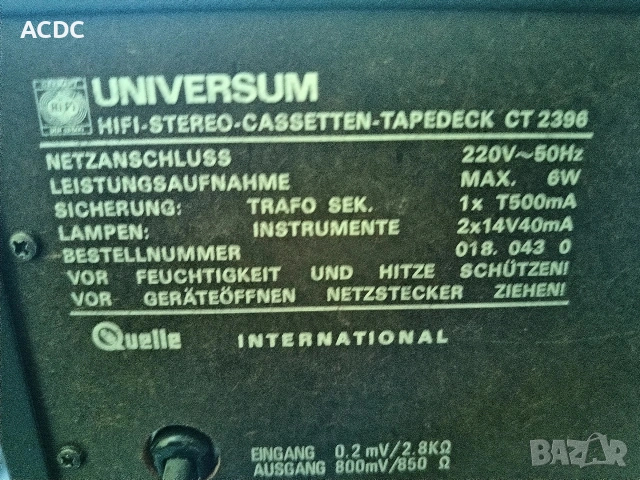 ACDC
HiFi
UNIVERSUM
HIFI-STEREO-CASSETTEN-TAPEDECK CT 2396
NETZANSCHLUSS 220V~50Hz
LEISTUNGSAUFNAHME MAX. 6W
SICHERUNG: TRAFO SEK. 1x T500mA
LAMPEN: INSTRUMENTE 2x14V40mA
BESTELLNUMMER 018. 043 0
VOR FEUCHTIGKEIT UND HITZE SCHÜTZEN!
VOR GERÄTEÖFFNEN NETZSTECKER ZIEHEN!
Quelle INTERNATIONAL
EINGANG 0.2 mV/2.8KΩ
AUSGANG 800mV/850 Ω
BAZAR